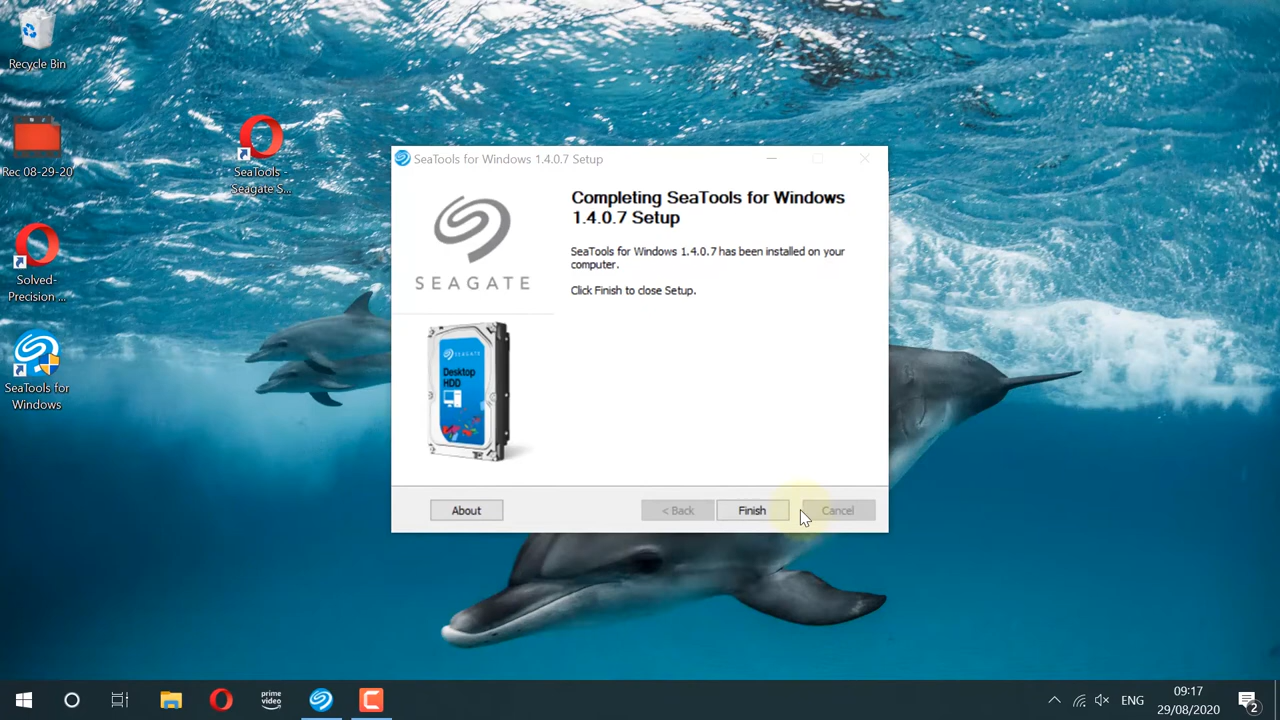 Recycle Bin
Rec 08-29-20
SeaTools -
Seagate S...
Solved-
Precision ...
SeaTools for
Windows
SeaTools for Windows 1.4.0.7 Setup
SEAGATE
Completing SeaTools for Windows
1.4.0.7 Setup
SeaTools for Windows 1.4.0.7 has been installed on your
computer.
Click Finish to close Setup.
SEAGATE
Desktop
HDD
About
< Back
Finish
Cancel
prime
video
ENG
09:17
29/08/2020
2